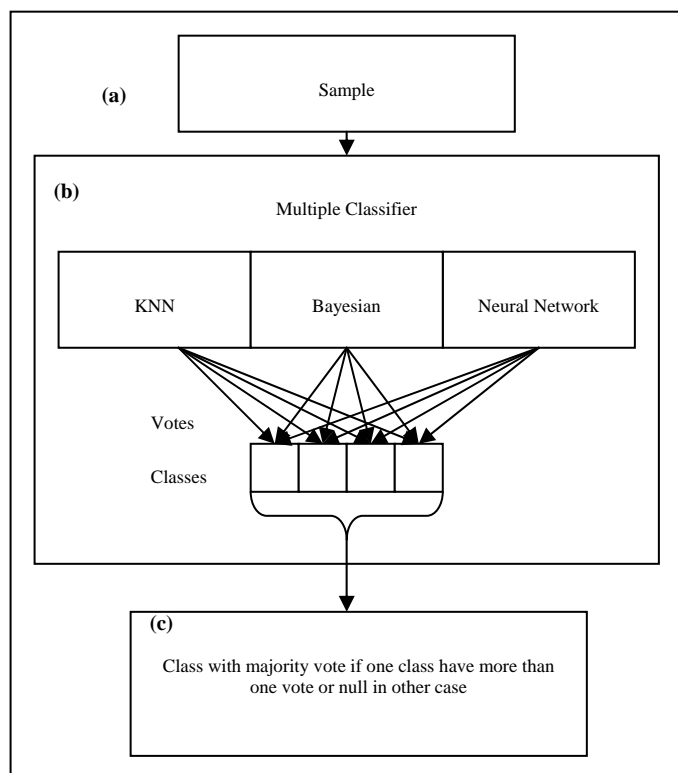 (a)
Sample
(b)
Multiple Classifier
KNN
Bayesian
Neural Network
Votes
Classes
(c)
Class with majority vote if one class have more than
one vote or null in other case